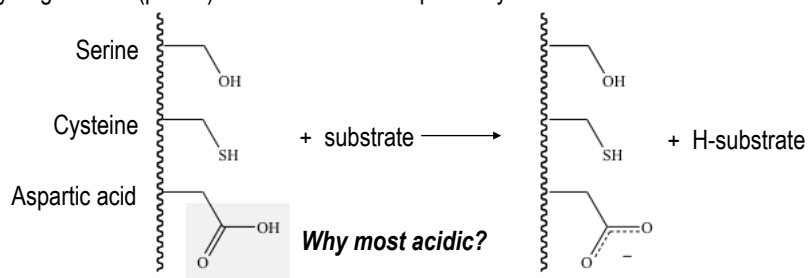 Serine
OH
OH
Cysteine
+ substrate
+ H-substrate
SH
SH
Aspartic acid
OH
O
Why most acidic?
O
O
−